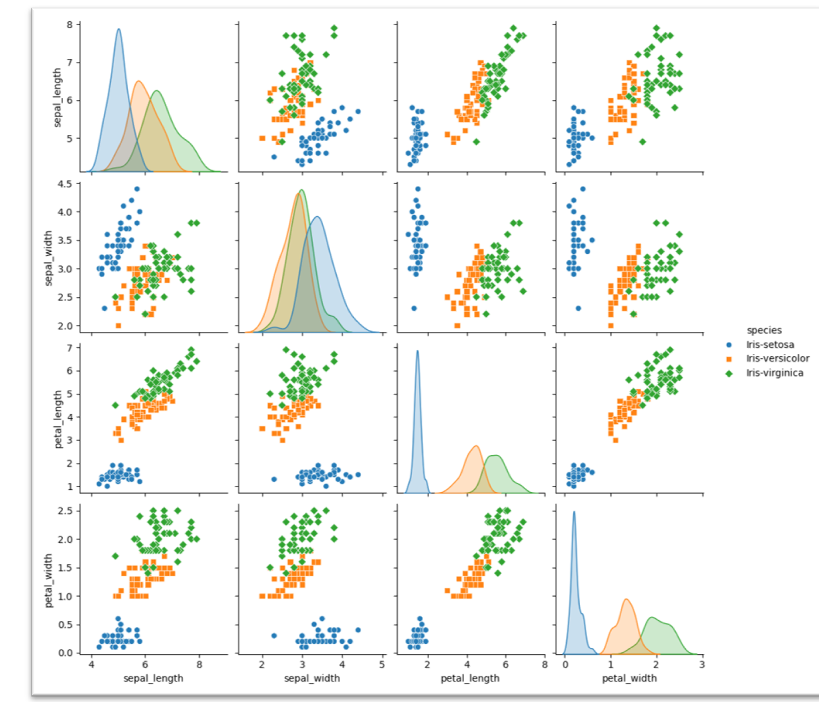 8
7
6
5
sepal_length
4.5
4.0
3.5
3.0
2.5
2.0
sepal_width
species
Iris-setosa
Iris-versicolor
Iris-virginica
7
6
5
4
3
2
1
petal_length
2.5
2.0
1.5
1.0
0.5
0.0
petal_width
4 6 8
2 3 4 5
2 4 6 8
0 1 2 3
sepal_length sepal_width petal_length petal_width